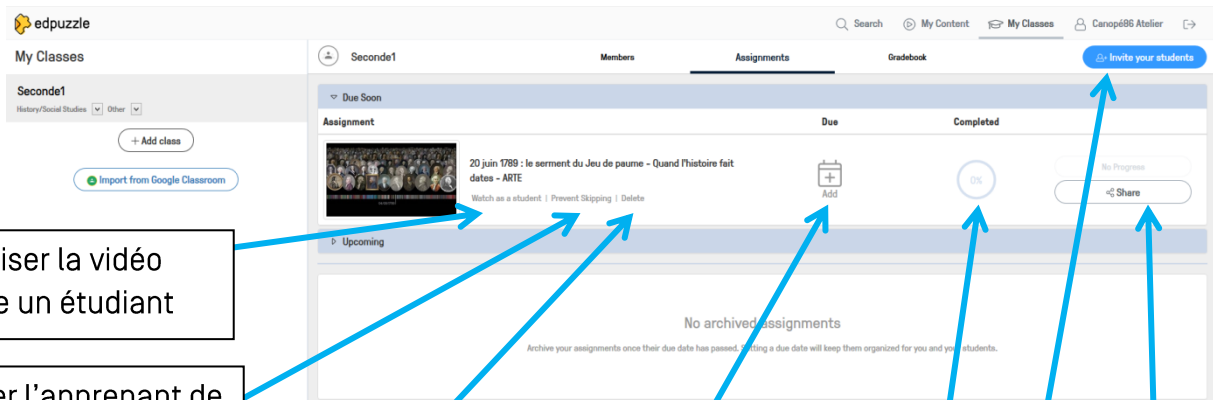 edpuzzle
Search
My Content
My Classes
Canopé86 Atelier
My Classes
Seconde1
Members
Assignments
Gradebook
Invite your students
Seconde1
History/Social Studies
Other
+ Add class
Import from Google Classroom
Due Soon
Assignment
Due
Completed
20 juin 1789 : le serment du Jeu de paume - Quand l'histoire fait
dates - ARTE
Watch as a student | Prevent Skipping | Delete
Add
0%
No Progress
Share
Upcoming
iser la vidéo
e un étudiant
No archived assignments
Archive your assignments once their due date has passed. Setting a due date will keep them organized for you and your students.
er l'apprenant de